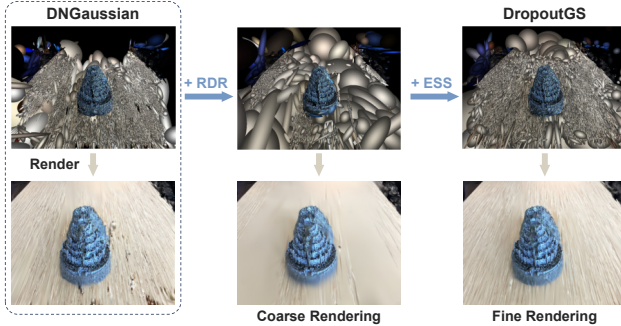 DNGaussian
DropoutGS
+ RDR
+ ESS
Render
Coarse Rendering
Fine Rendering